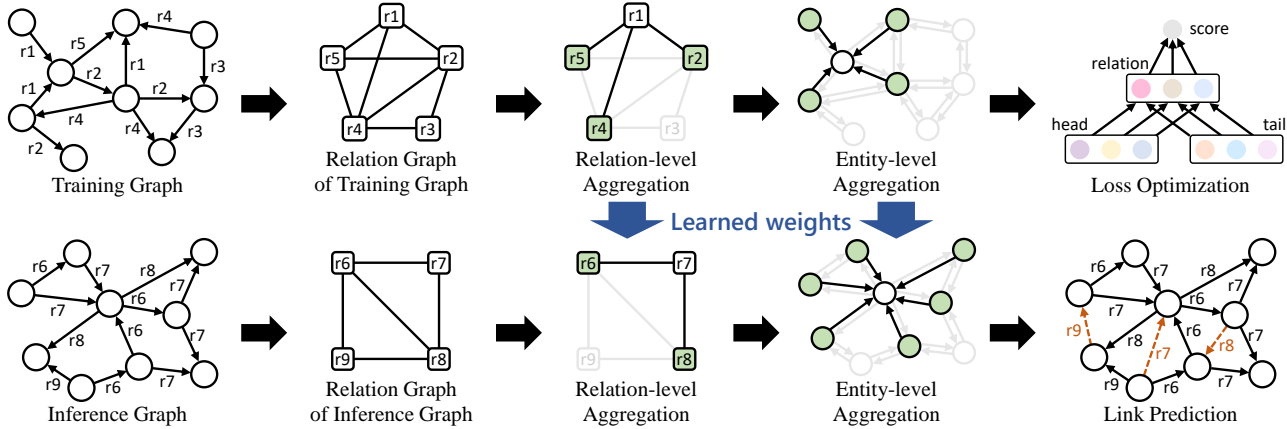 r1
r5
r4
r2
r1
r3
r1
r2
r4
r4
r3
r2
Training Graph
r1
r5
r2
r4
r3
Relation Graph
of Training Graph
r1
r5
r2
r4
r3
Relation-level
Aggregation
Entity-level
Aggregation
score
relation
head
tail
Loss Optimization
Learned weights
r6
r7
r8
r7
r7
r6
r8
r6
r7
r9
r6
r7
Inference Graph
r6
r7
r9
r8
Relation Graph
of Inference Graph
r6
r7
r9
r8
Relation-level
Aggregation
Entity-level
Aggregation
r6
r7
r8
r7
r7
r6
r9
r8
r7
r6
r8
r7
r9
r6
r7
Link Prediction